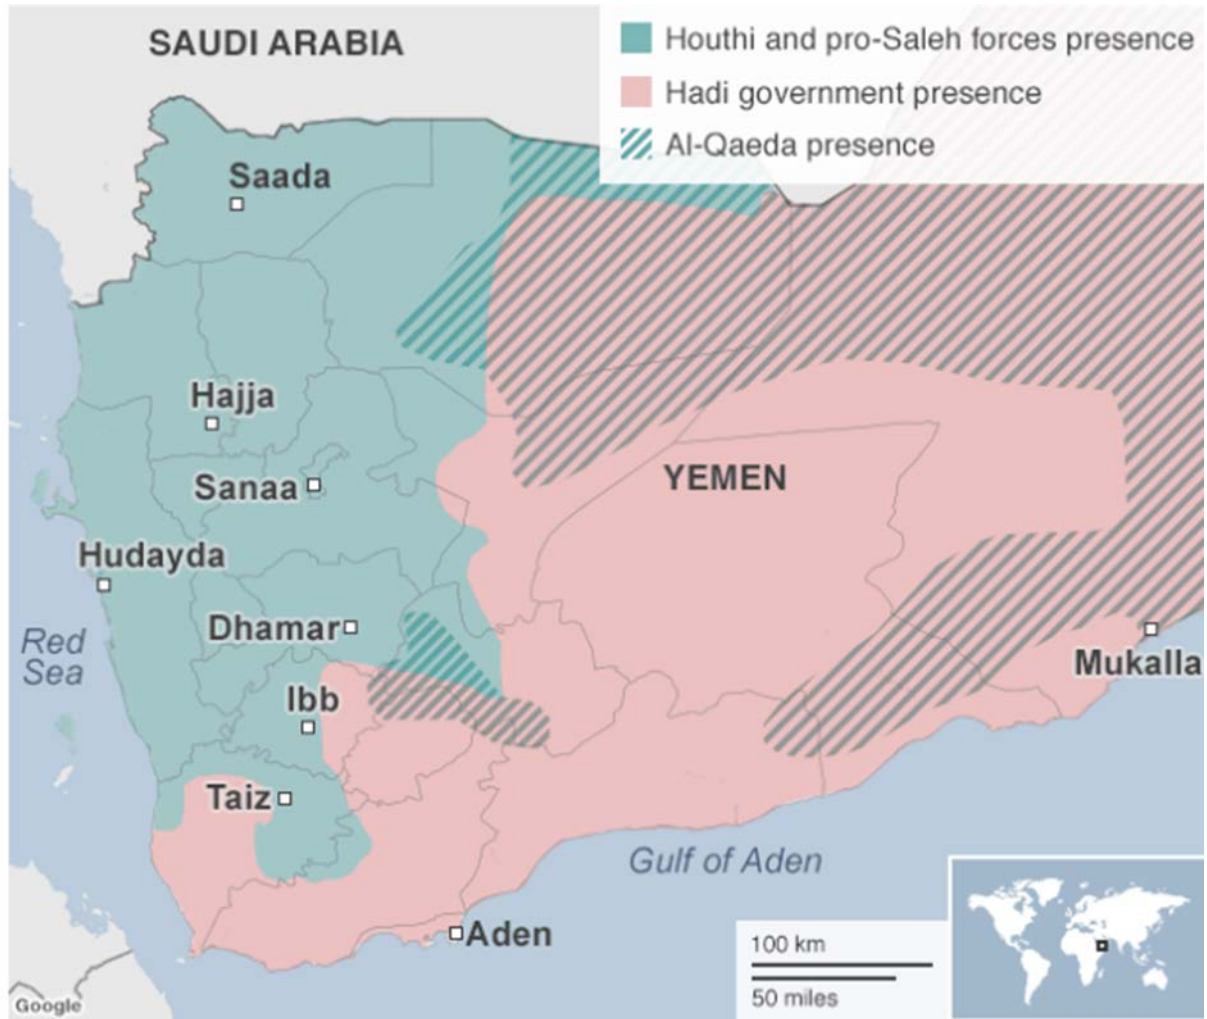 SAUDI ARABIA
Houthi and pro-Saleh forces presence
Hadi government presence
Al-Qaeda presence
Saada
Hajja
Sanaa
YEMEN
Hudayda
Dhamar
Red
Sea
Mukalla
Ibb
Taiz
Gulf of Aden
Aden
100 km
50 miles
Google